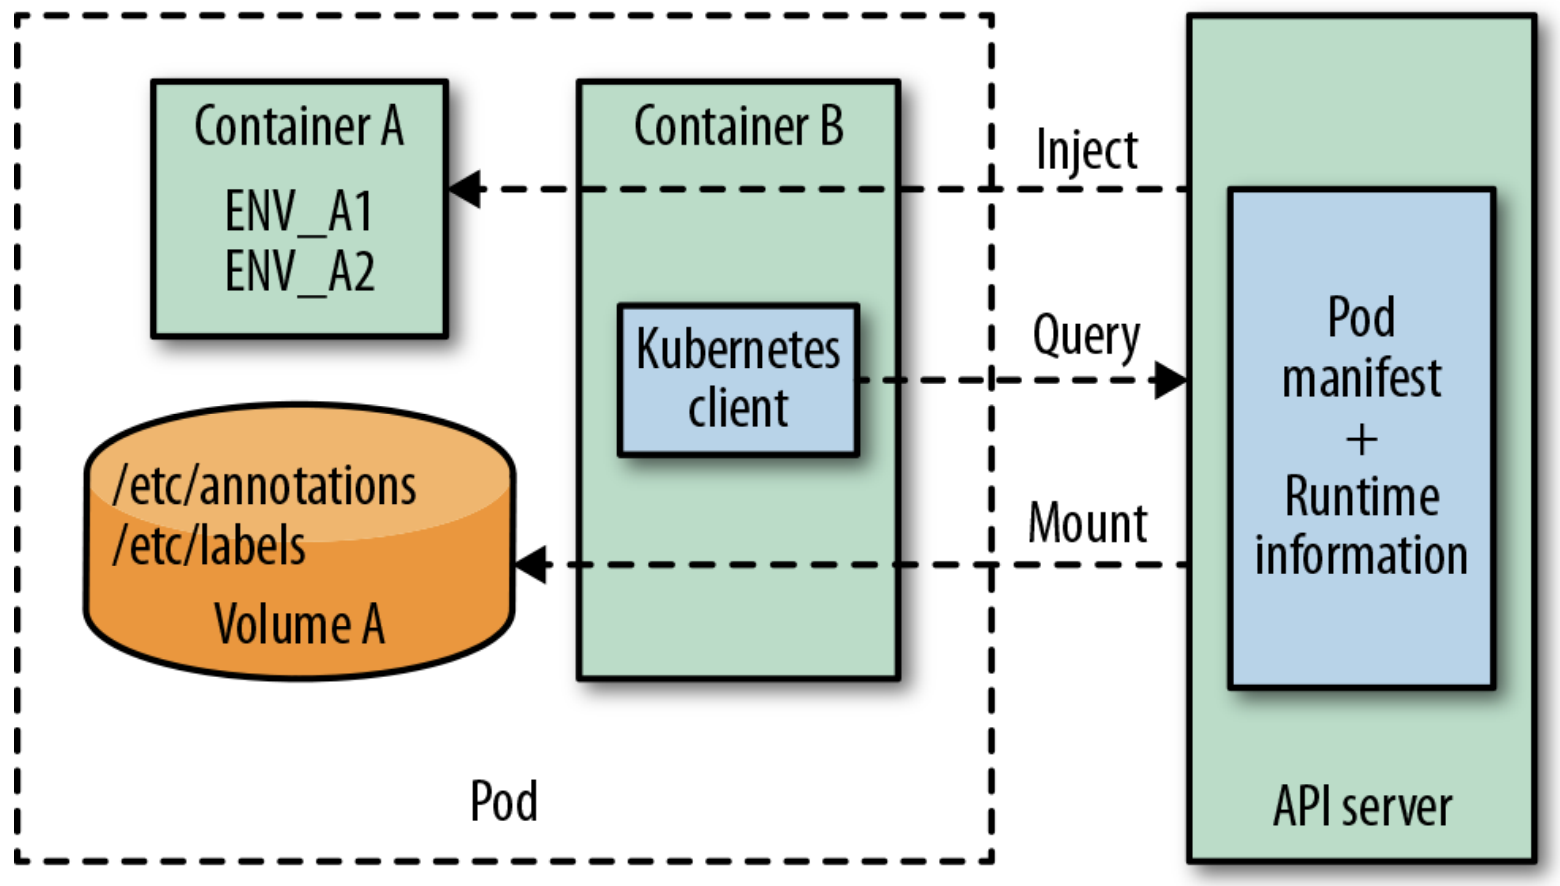 Container A
ENV_A1
ENV_A2
Container B
Kubernetes
client
/etc/annotations
/etc/labels
Volume A
Pod
Inject
Query
Mount
Pod
manifest
+
Runtime
information
API server